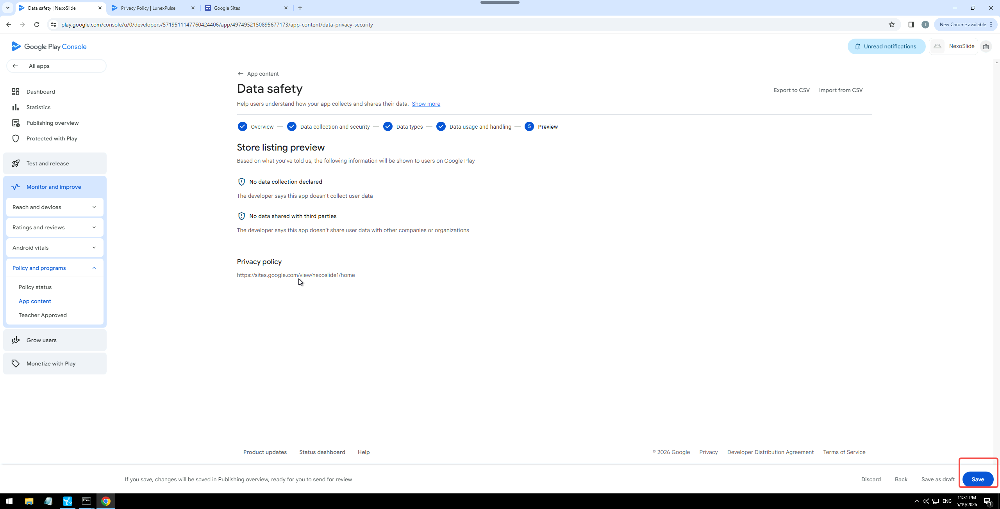 Data safety | NexoSlide
Privacy Policy | LunexPulse
Google Sites
play.google.com/console/u/0/developers/5719511147760424406/app/4974952150895677173/app-content/data-privacy-security
New Chrome available
Google Play Console
Unread notifications
NexoSlide
All apps
Dashboard
Statistics
Publishing overview
Protected with Play
Test and release
Monitor and improve
Reach and devices
Ratings and reviews
Android vitals
Policy and programs
Policy status
App content
Teacher Approved
Grow users
Monetize with Play
App content
Data safety
Export to CSV Import from CSV
Help users understand how your app collects and shares their data. Show more
Overview Data collection and security Data types Data usage and handling 5 Preview
Store listing preview
Based on what you've told us, the following information will be shown to users on Google Play
No data collection declared
The developer says this app doesn’t collect user data
No data shared with third parties
The developer says this app doesn’t share user data with other companies or organizations
Privacy policy
https://sites.google.com/view/nexoslide1/home
Product updates Status dashboard Help
© 2026 Google Privacy Developer Distribution Agreement Terms of Service
If you save, changes will be saved in Publishing overview, ready for you to send for review
Discard Back Save as draft Save
ENG
11:31 PM
5/19/2026
1